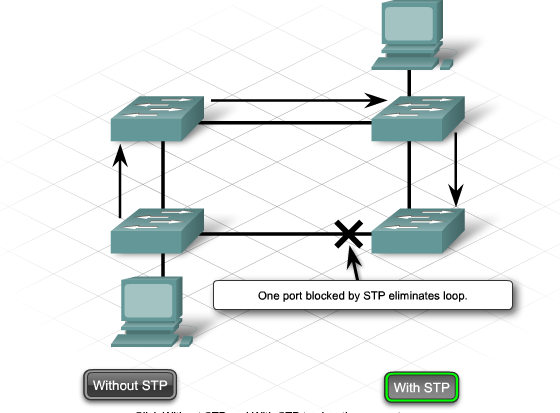 One port blocked by STP eliminates loop.
Without STP
With STP